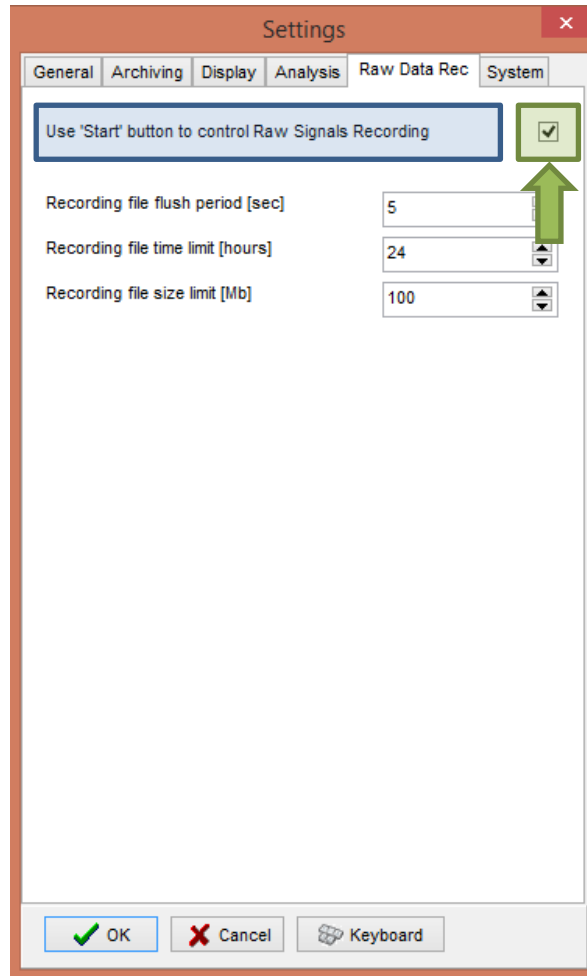 Settings
General Archiving Display Analysis Raw Data Rec System
Use 'Start' button to control Raw Signals Recording
Recording file flush period [sec] 5
Recording file time limit [hours] 24
Recording file size limit [Mb] 100
OK Cancel Keyboard